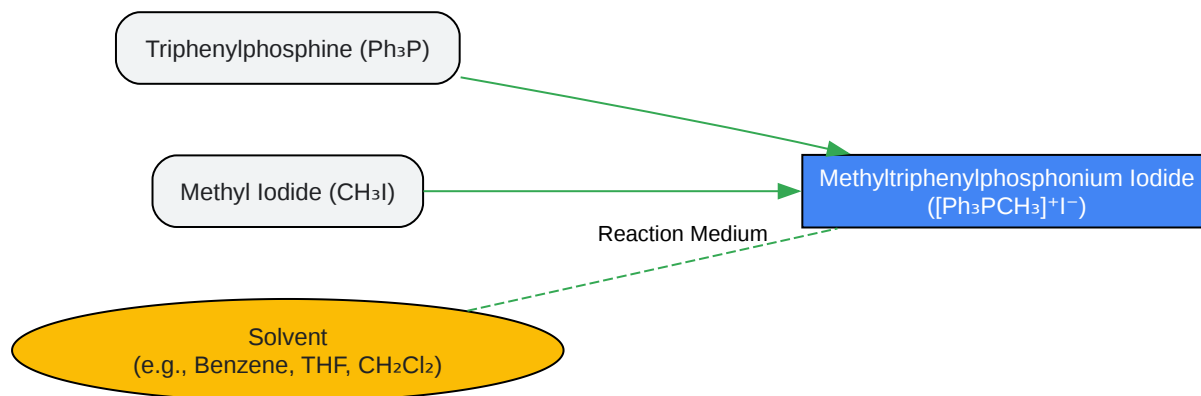 Triphenylphosphine (Ph₃P)
Methyl Iodide (CH₃I)
Methyltriphenylphosphonium Iodide
([Ph₃PCH₃]⁺I⁻)
Reaction Medium
Solvent
(e.g., Benzene, THF, CH₂Cl₂)